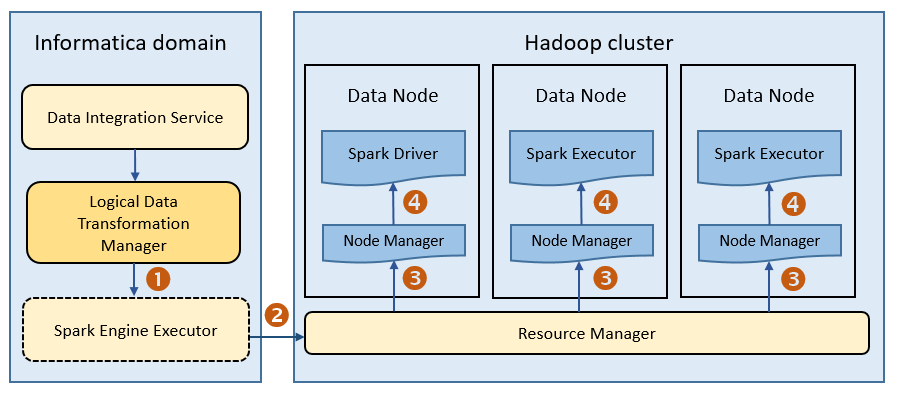 Informatica domain
Data Integration Service
Logical Data
Transformation
Manager
1
Spark Engine Executor
2
Hadoop cluster
Data Node
Spark Driver
4
Node Manager
3
Data Node
Spark Executor
4
Node Manager
3
Data Node
Spark Executor
4
Node Manager
3
Resource Manager